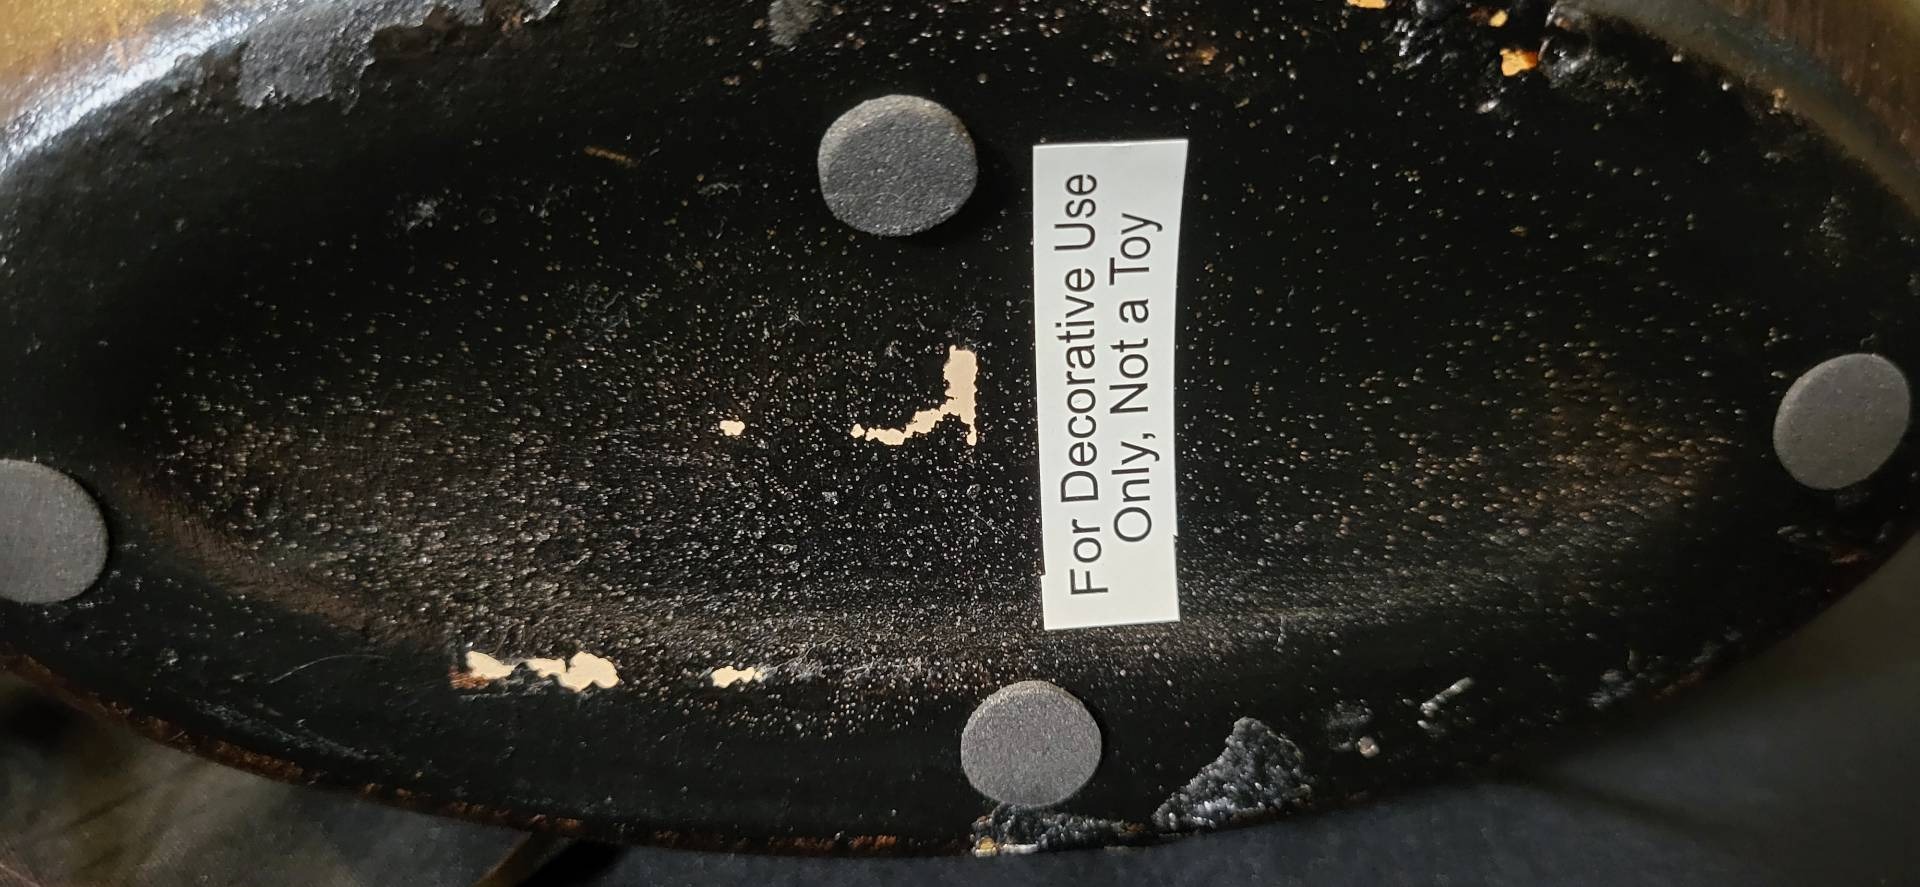 For Decorative Use
Only, Not a Toy